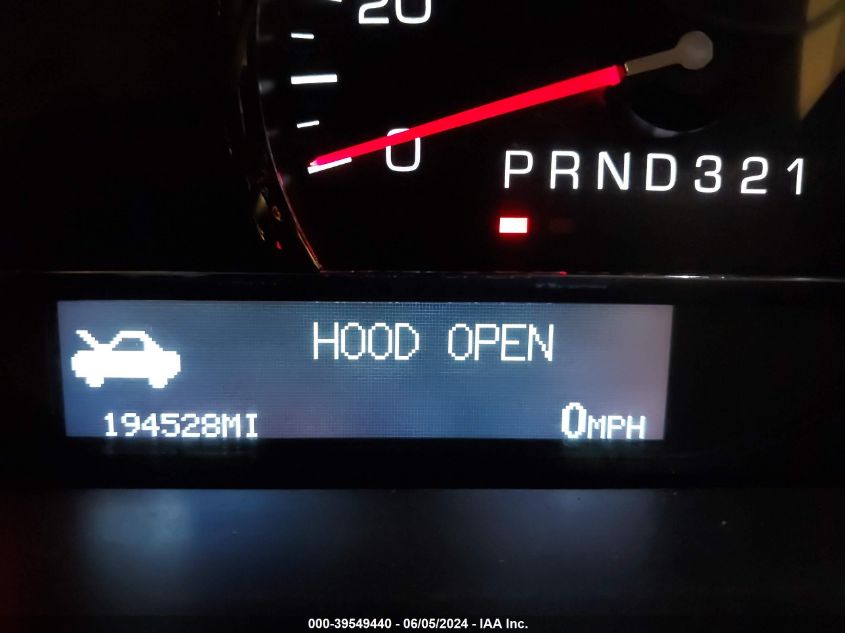 20
0
PRND321
HOOD OPEN
194528MI 0MPH
000-39549440 - 06/05/2024 - IAA Inc.